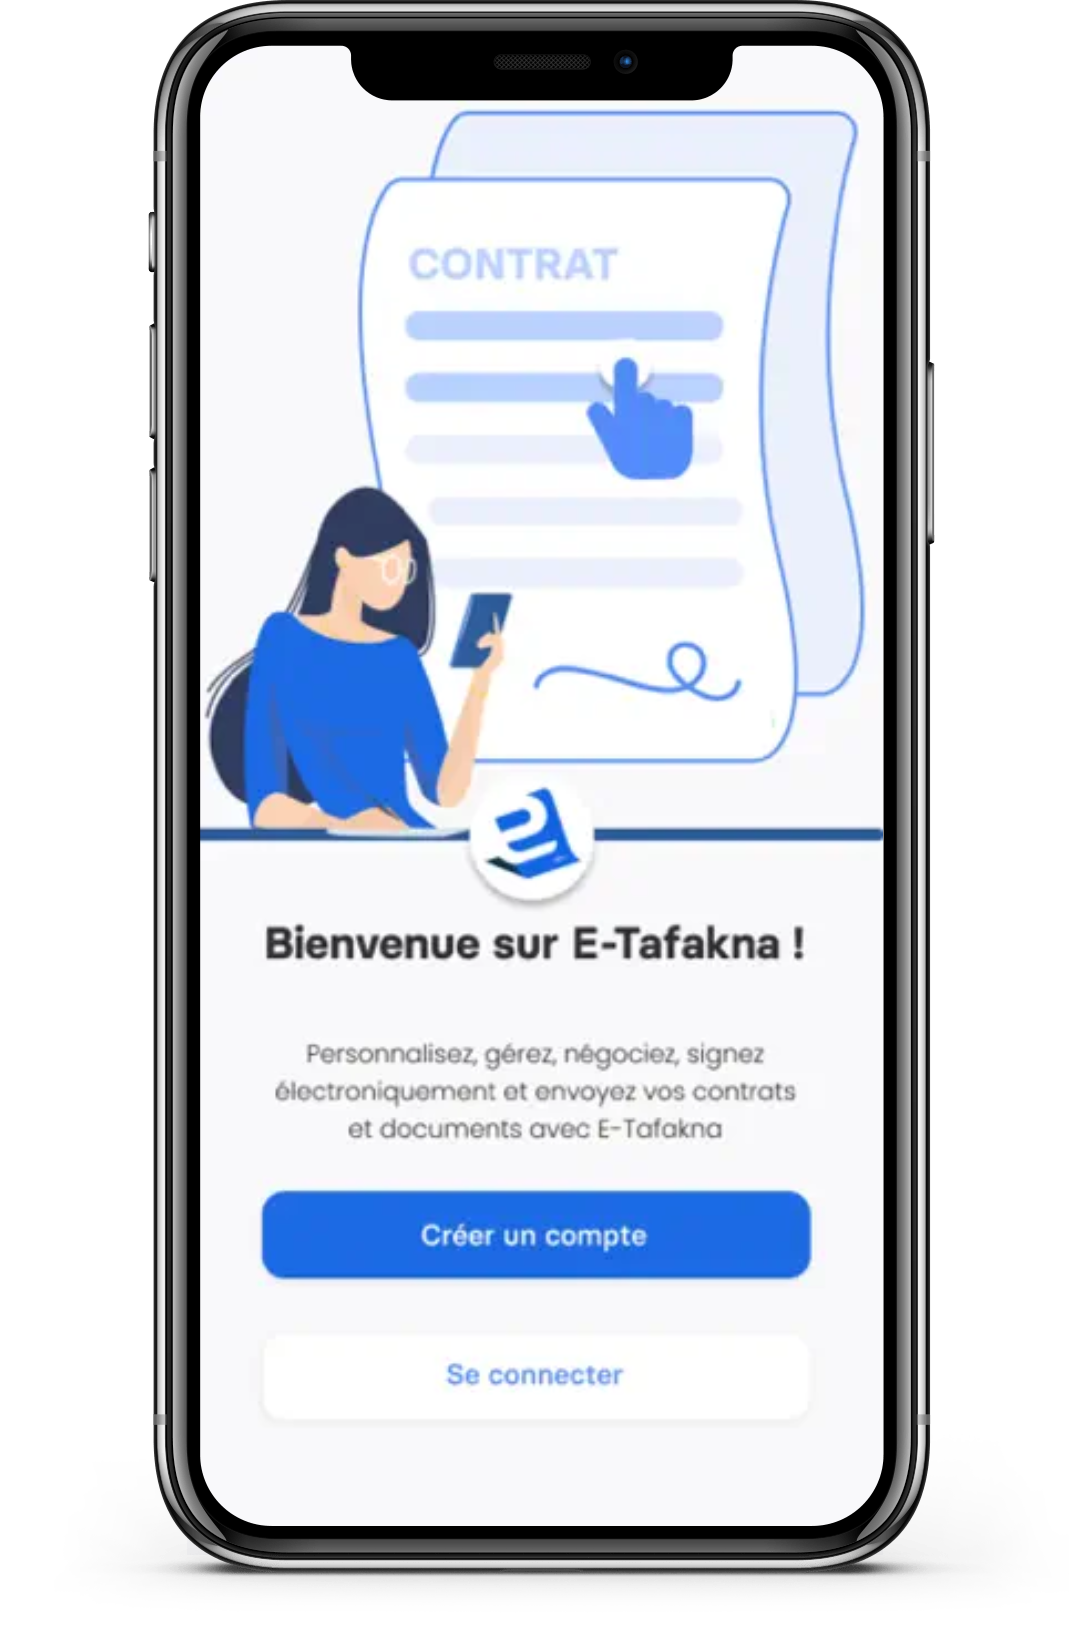 CONTRAT
Bienvenue sur E-Tafakna !
Personnalisez, gérez, négociez, signez
électroniquement et envoyez vos contrats
et documents avec E-Tafakna
Créer un compte
Se connecter